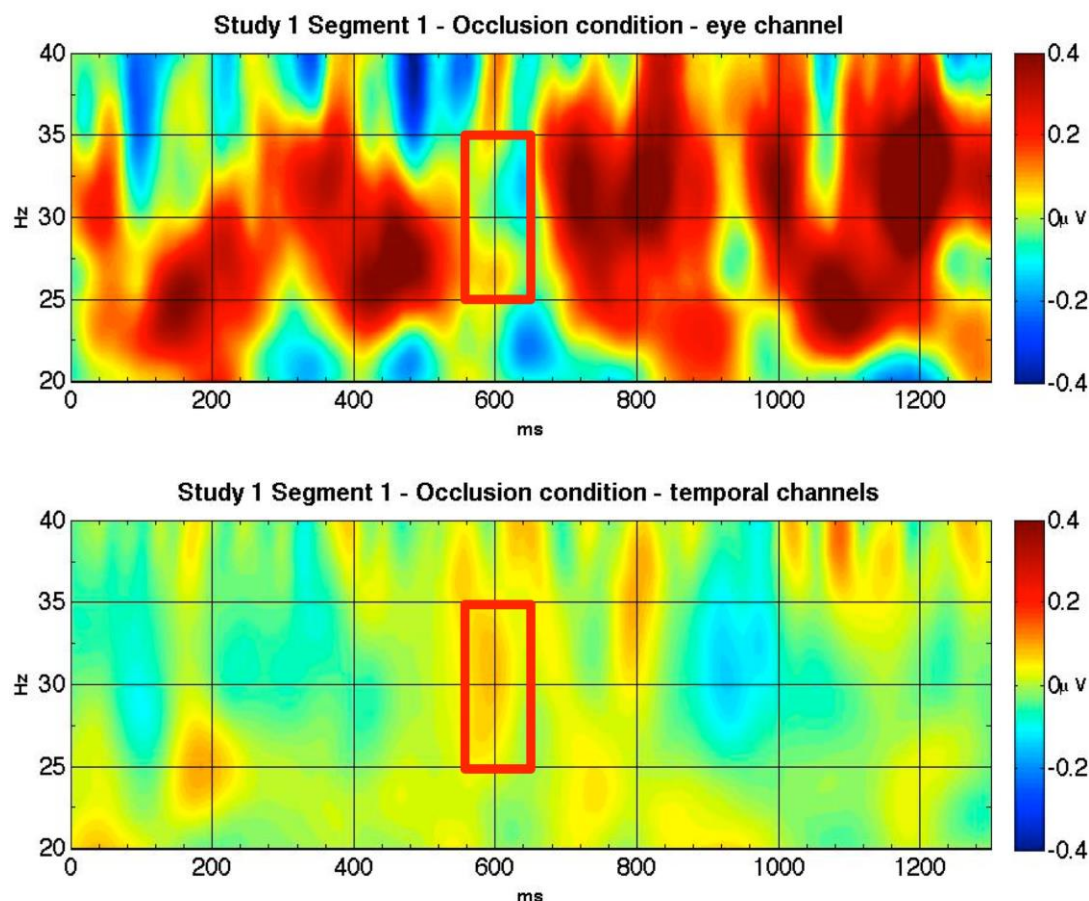 Study 1 Segment 1 - Occlusion condition - eye channel
40
35
30
25
20
Hz
0 200 400 600 800 1000 1200
ms
0.4
0.2
0μ V
-0.2
-0.4
Study 1 Segment 1 - Occlusion condition - temporal channels
40
35
30
25
20
Hz
0 200 400 600 800 1000 1200
ms
0.4
0.2
0μ V
-0.2
-0.4